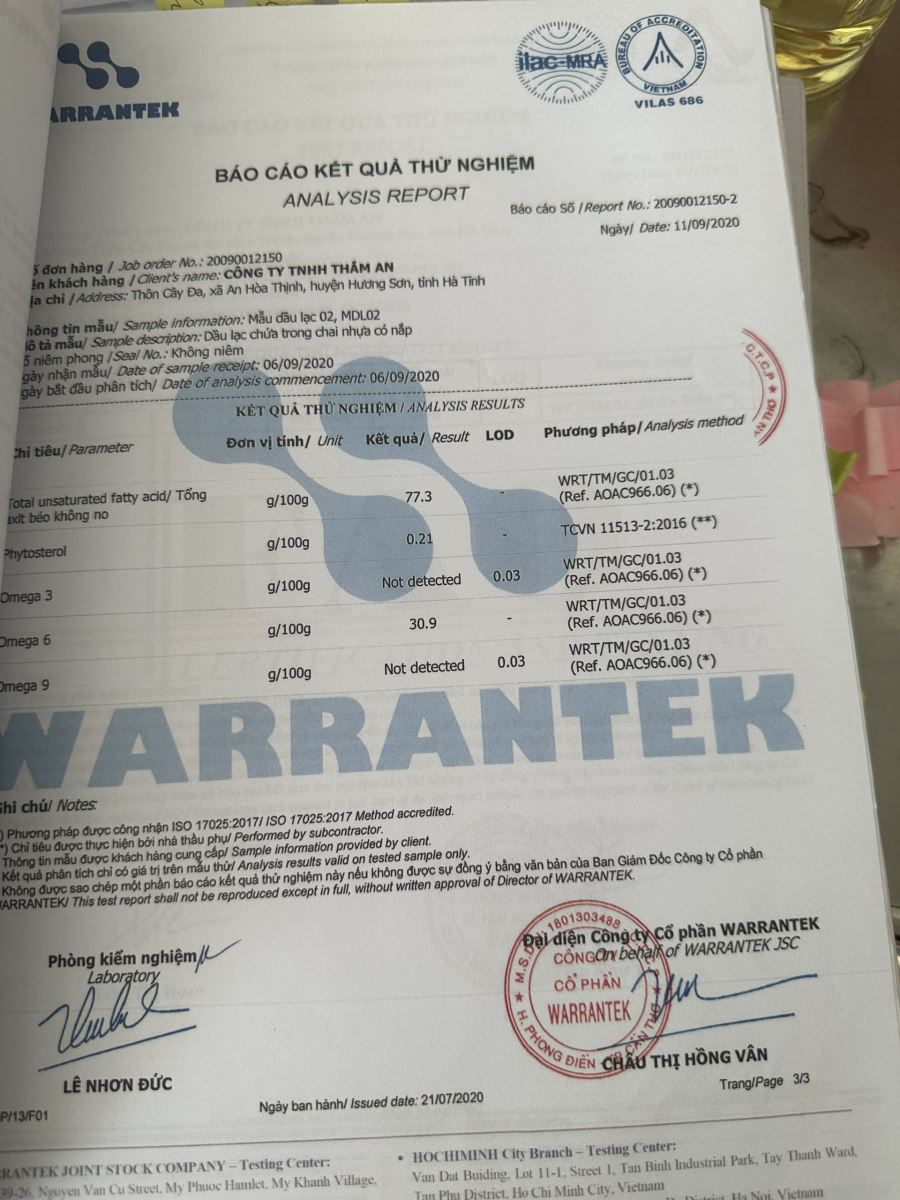 WARRANTEK
ilac-MRA
BUREAU OF ACCREDITATION
VIETNAM
VILAS 686
BÁO CÁO KẾT QUẢ THỬ NGHIỆM
ANALYSIS REPORT
Báo cáo Số / Report No.: 20090012150-2
Ngày/ Date: 11/09/2020
đơn hàng / Job order No.: 20090012150
ên khách hàng / Client's name: CÔNG TY TNHH THẮM AN
ịa chỉ / Address: Thôn Cây Đa, xã An Hòa Thịnh, huyện Hương Sơn, tỉnh Hà Tĩnh
hông tin mẫu/ Sample information: Mẫu dầu lạc 02, MDL02
ô tả mẫu/ Sample description: Dầu lạc chứa trong chai nhựa có nắp
ố niêm phong /Seal No.: Không niêm
gày nhận mẫu/ Date of sample receipt: 06/09/2020
gày bắt đầu phân tích/ Date of analysis commencement: 06/09/2020
KẾT QUẢ THỬ NGHIỆM / ANALYSIS RESULTS
Chỉ tiêu/ Parameter Đơn vị tính/ Unit Kết quả/ Result LOD Phương pháp/ Analysis method
Total unsaturated fatty acid/ Tổng axit béo không no g/100g 77.3 - WRT/TM/GC/01.03 (Ref. AOAC966.06) (*)
Phytosterol g/100g 0.21 - TCVN 11513-2:2016 (**)
Omega 3 g/100g Not detected 0.03 WRT/TM/GC/01.03 (Ref. AOAC966.06) (*)
Omega 6 g/100g 30.9 - WRT/TM/GC/01.03 (Ref. AOAC966.06) (*)
Omega 9 g/100g Not detected 0.03 WRT/TM/GC/01.03 (Ref. AOAC966.06) (*)
C.T.C.P ★
WARRANTEK
Ghi chú/ Notes:
) Phương pháp được công nhận ISO 17025:2017/ ISO 17025:2017 Method accredited.
*) Chỉ tiêu được thực hiện bởi nhà thầu phụ/ Performed by subcontractor.
Thông tin mẫu được khách hàng cung cấp/ Sample information provided by client.
Kết quả phân tích chỉ có giá trị trên mẫu thử/ Analysis results valid on tested sample only.
Không được sao chép một phần báo cáo kết quả thử nghiệm này nếu không được sự đồng ý bằng văn bản của Ban Giám Đốc Công ty Cổ phần
WARRANTEK/ This test report shall not be reproduced except in full, without written approval of Director of WARRANTEK.
Phòng kiểm nghiệm
Laboratory
LÊ NHƠN ĐỨC
Đại diện Công ty Cổ phần WARRANTEK
On behalf of WARRANTEK JSC
1801303488
CÔNG TY
CỔ PHẦN
WARRANTEK
H. PHONG ĐIỀN TP CẦN THƠ
CHÂU THỊ HỒNG VÂN
Trang/Page 3/3
P/13/F01
Ngày ban hành/ Issued date: 21/07/2020
RRANTEK JOINT STOCK COMPANY – Testing Center:
39-26, Nguyen Van Cu Street, My Phuoc Hamlet, My Khanh Village,
• HOCHIMINH City Branch – Testing Center:
Van Dat Buiding, Lot 11-1, Street 1, Tan Binh Industrial Park, Tay Thanh Ward,
Tan Phu District, Ho Chi Minh City, Vietnam